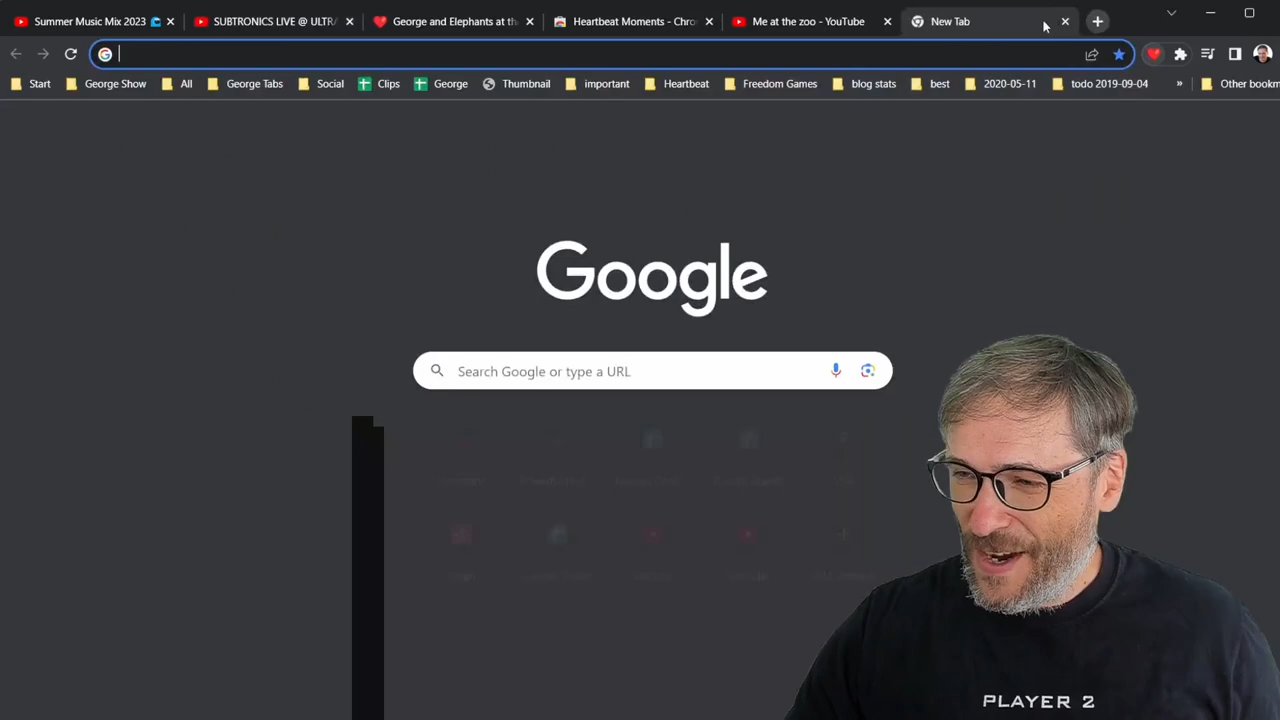 Summer Music Mix 2023
SUBTRONICS LIVE @ ULTRA
George and Elephants at the
Heartbeat Moments - Chro
Me at the zoo - YouTube
New Tab
Start
George Show
All
George Tabs
Social
Clips
George
Thumbnail
important
Heartbeat
Freedom Games
blog stats
best
2020-05-11
todo 2019-09-04
»
Other bookm
Google
Search Google or type a URL
PLAYER 2